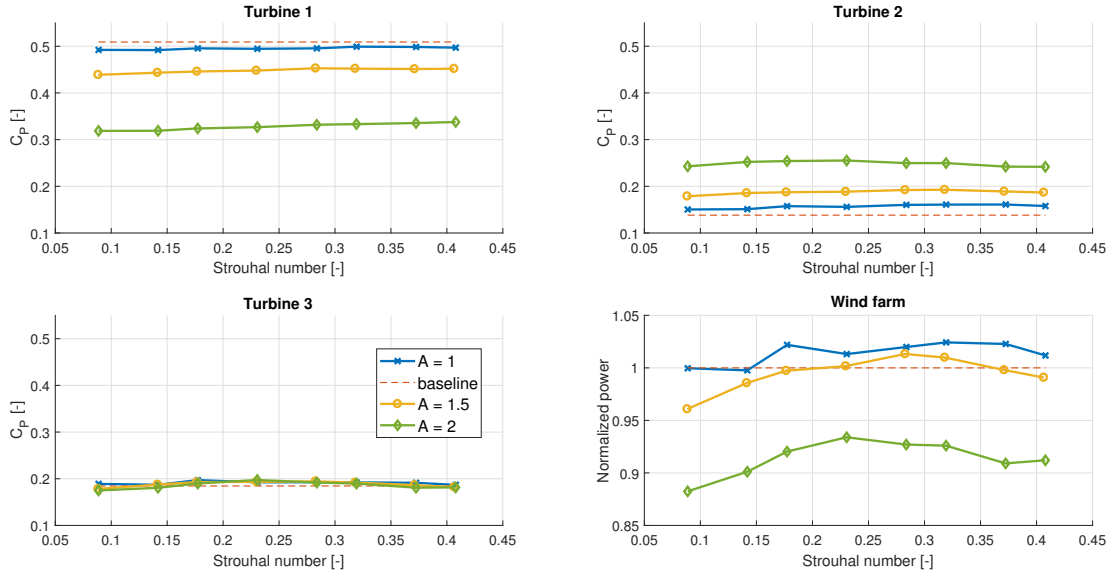 Turbine 1
0.5
0.4
0.3
0.2
0.1
C_P [-]
0.05 0.1 0.15 0.2 0.25 0.3 0.35 0.4 0.45
Strouhal number [-]
Turbine 2
0.5
0.4
0.3
0.2
0.1
C_P [-]
0.05 0.1 0.15 0.2 0.25 0.3 0.35 0.4 0.45
Strouhal number [-]
Turbine 3
0.5
0.4
0.3
0.2
0.1
C_P [-]
A = 1
baseline
A = 1.5
A = 2
0.05 0.1 0.15 0.2 0.25 0.3 0.35 0.4 0.45
Strouhal number [-]
Wind farm
1.05
1
0.95
0.9
0.85
Normalized power
0.05 0.1 0.15 0.2 0.25 0.3 0.35 0.4 0.45
Strouhal number [-]